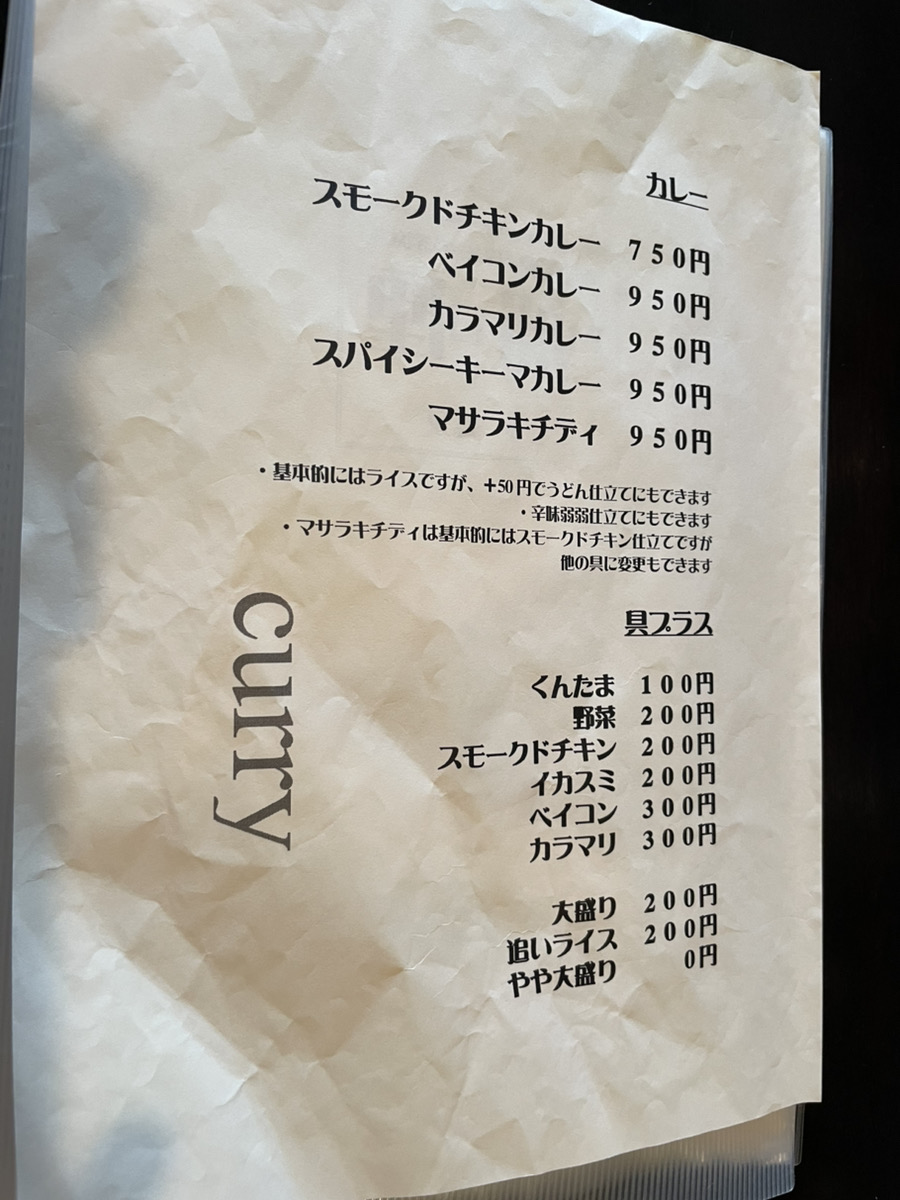 カレー
スモークドチキンカレー 750円
ベイコンカレー 950円
カラマリカレー 950円
スパイシーキーマカレー 950円
マサラキチディ 950円
・基本的にはライスですが、+50円でうどん仕立てにもできます
・辛味弱弱仕立てにもできます
・マサラキチディは基本的にはスモークドチキン仕立てですが
他の具に変更もできます
curry
具プラス
くんたま 100円
野菜 200円
スモークドチキン 200円
イカスミ 200円
ベイコン 300円
カラマリ 300円
大盛り 200円
追いライス 200円
やや大盛り 0円